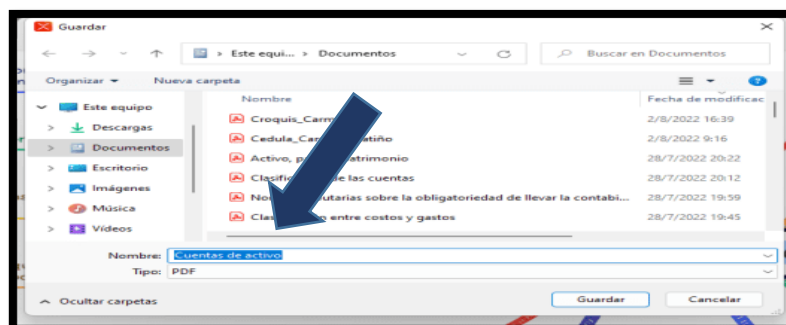 Guardar
Este equi... > Documentos
Buscar en Documentos
Organizar
Nueva carpeta
Nombre
Fecha de modificac
Este equipo
Descargas
Documentos
Escritorio
Imágenes
Música
Vídeos
Croquis_Carm
2/8/2022 16:39
Cedula_Ca atiño
2/8/2022 9:16
Activo, p atrimonio
28/7/2022 20:22
Clasifi de las cuentas
28/7/2022 20:12
No utarias sobre la obligatoriedad de llevar la contabi...
28/7/2022 19:59
Cla entre costos y gastos
28/7/2022 19:45
Nombre: Cuentas de activo
Tipo: PDF
Ocultar carpetas
Guardar
Cancelar